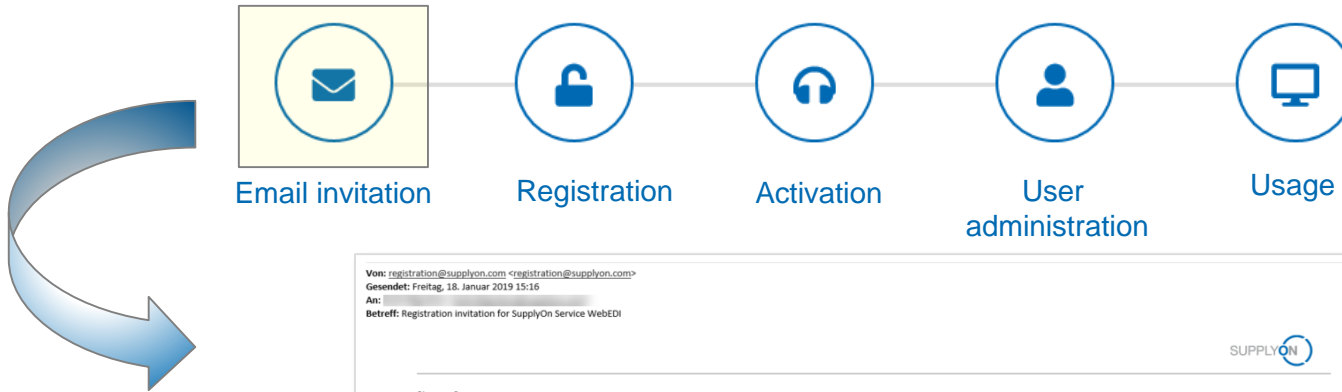 Email invitation
Registration
Activation
User
administration
Usage
Von: registration@supplyon.com <registration@supplyon.com>
Gesendet: Freitag, 18. Januar 2019 15:16
An:
Betreff: Registration invitation for SupplyOn Service WebEDI
SUPPLYON